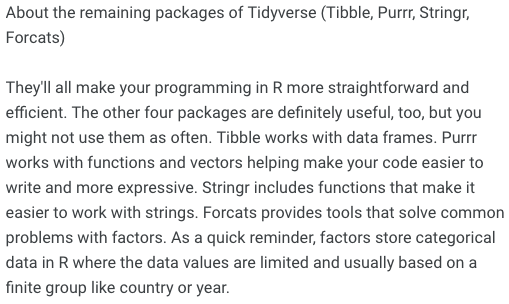 About the remaining packages of Tidyverse (Tibble, Purrr, Stringr,
Forcats)
They'll all make your programming in R more straightforward and
efficient. The other four packages are definitely useful, too, but you
might not use them as often. Tibble works with data frames. Purrr
works with functions and vectors helping make your code easier to
write and more expressive. Stringr includes functions that make it
easier to work with strings. Forcats provides tools that solve common
problems with factors. As a quick reminder, factors store categorical
data in R where the data values are limited and usually based on a
finite group like country or year.